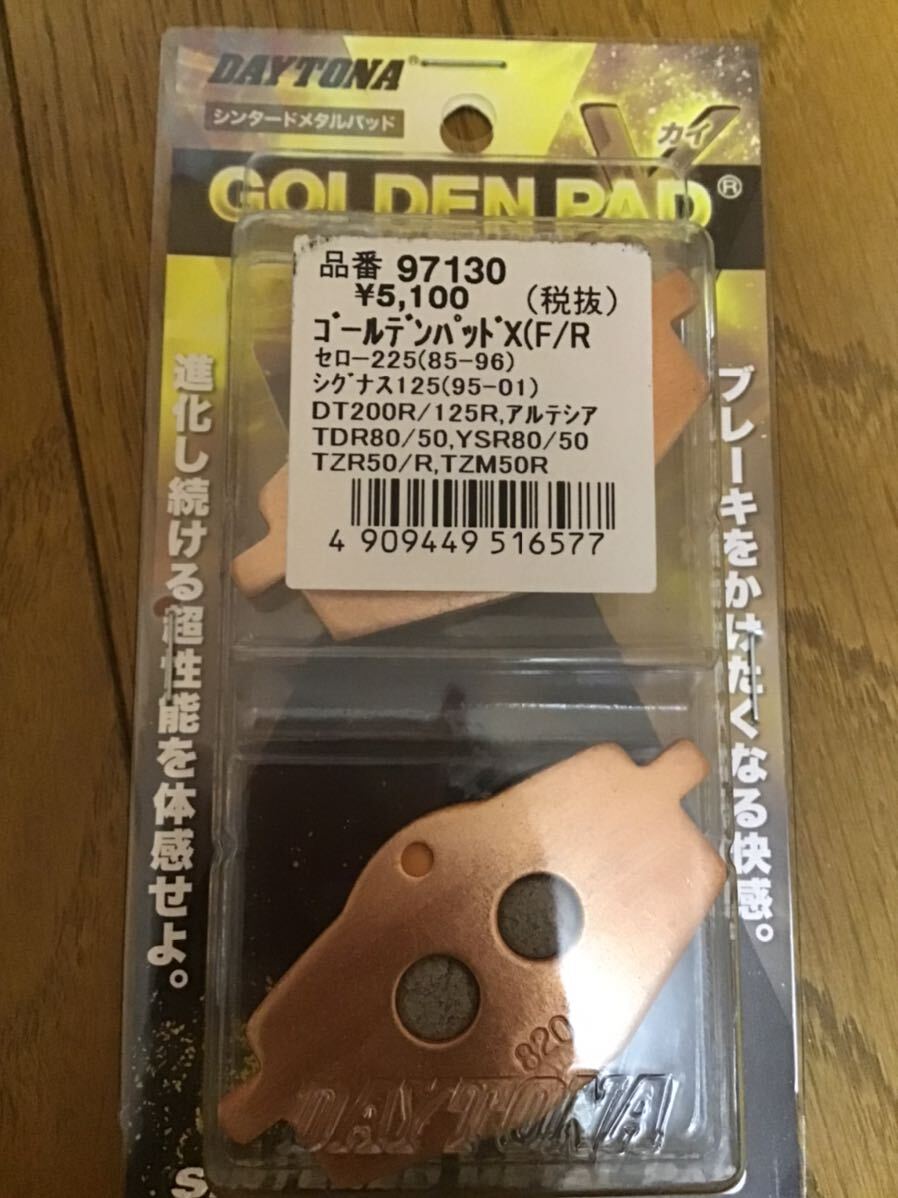 DAYTONA®
シンタードメタルパッド
カイ
GOLDEN PAD®
品番 97130
¥5,100 (税抜)
ｺﾞｰﾙﾃﾞﾝﾊﾟｯﾄﾞX(F/R
ｾﾛｰ225(85-96)
ｼｸﾞﾅｽ125(95-01)
DT200R/125R,ｱﾙﾃｼｱ
TDR80/50,YSR80/50
TZR50/R,TZM50R
4 909449 516577
ブレーキをかけたくなる快感。
進化し続ける超性能を体感せよ。
820
DAYTONA